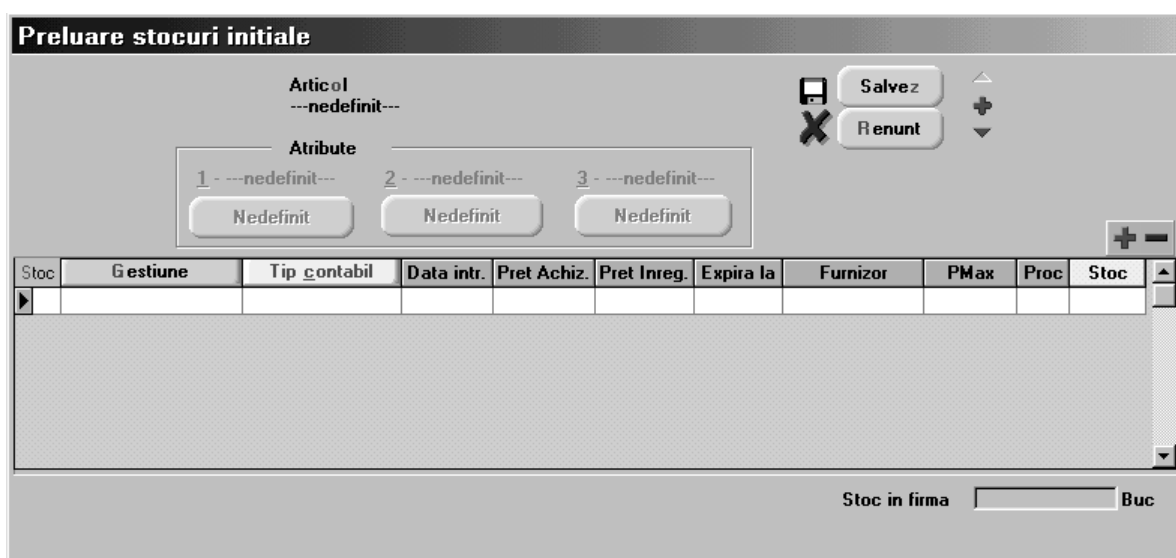 Preluare stocuri initiale
Articol
---nedefinit---
Salvez
Renunt
Atribute
1 - ---nedefinit--- 2 - ---nedefinit--- 3 - ---nedefinit---
Nedefinit Nedefinit Nedefinit
Stoc Gestiune Tip contabil Data intr. Pret Achiz. Pret Inreg. Expira la Furnizor PMax Proc Stoc
Stoc in firma Buc